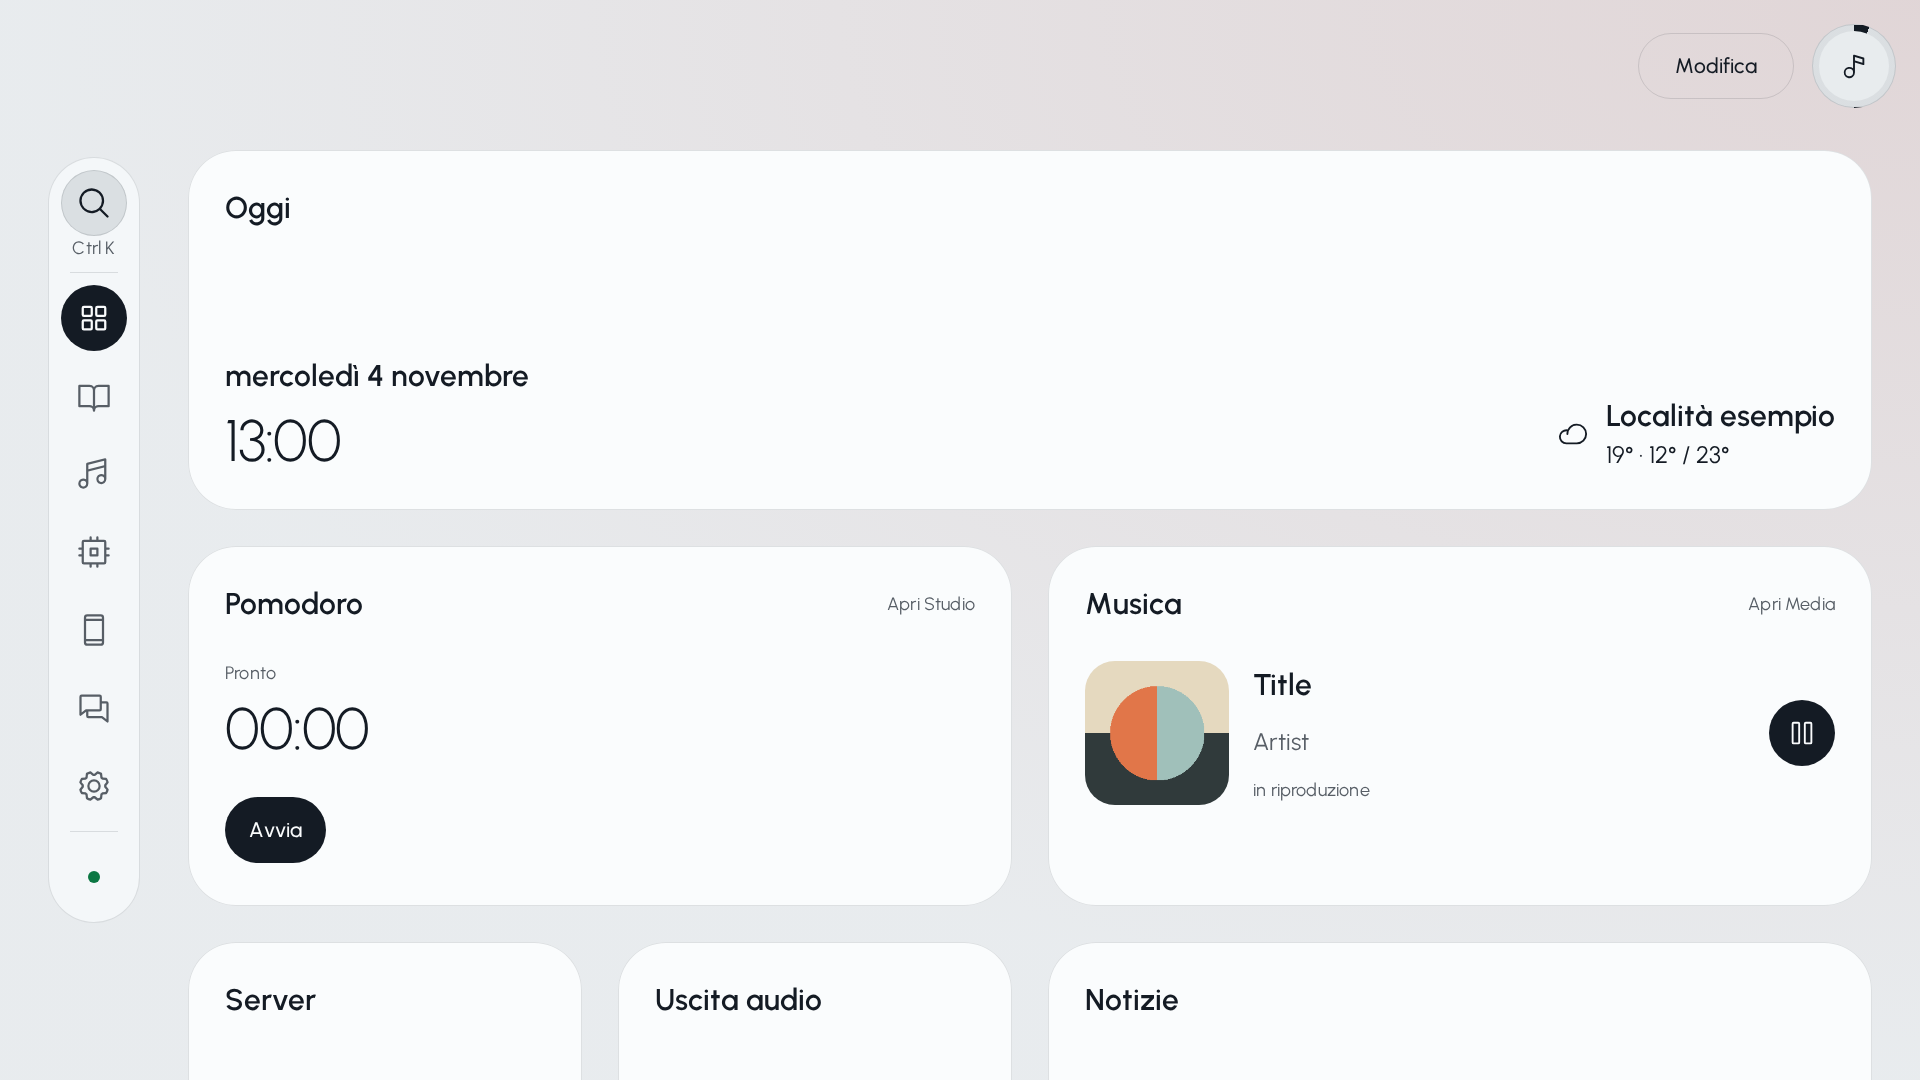 Modifica
Ctrl K
Oggi
mercoledì 4 novembre
13:00
Località esempio
19° · 12° / 23°
Pomodoro
Apri Studio
Pronto
00:00
Avvia
Musica
Apri Media
Title
Artist
in riproduzione
Server
Uscita audio
Notizie